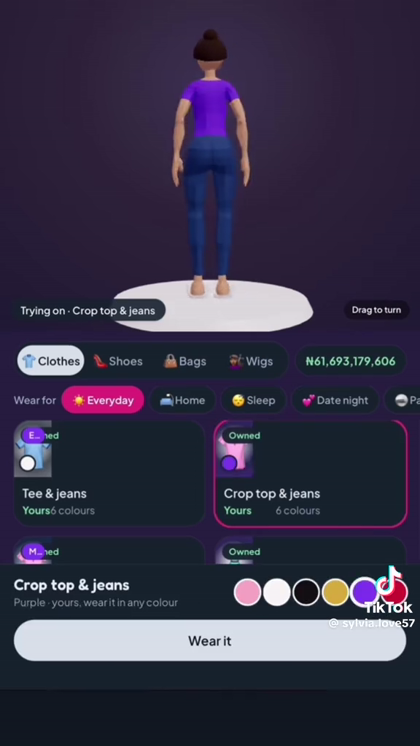 Trying on · Crop top & jeans
Drag to turn
Clothes
Shoes
Bags
Wigs
₦61,693,179,606
Wear for
Everyday
Home
Sleep
Date night
E...
Owned
Tee & jeans
Yours 6 colours
Crop top & jeans
Yours 6 colours
M...
Owned
Crop top & jeans
Purple · yours, wear it in any colour
TikTok
@ sylvia.love57
Wear it